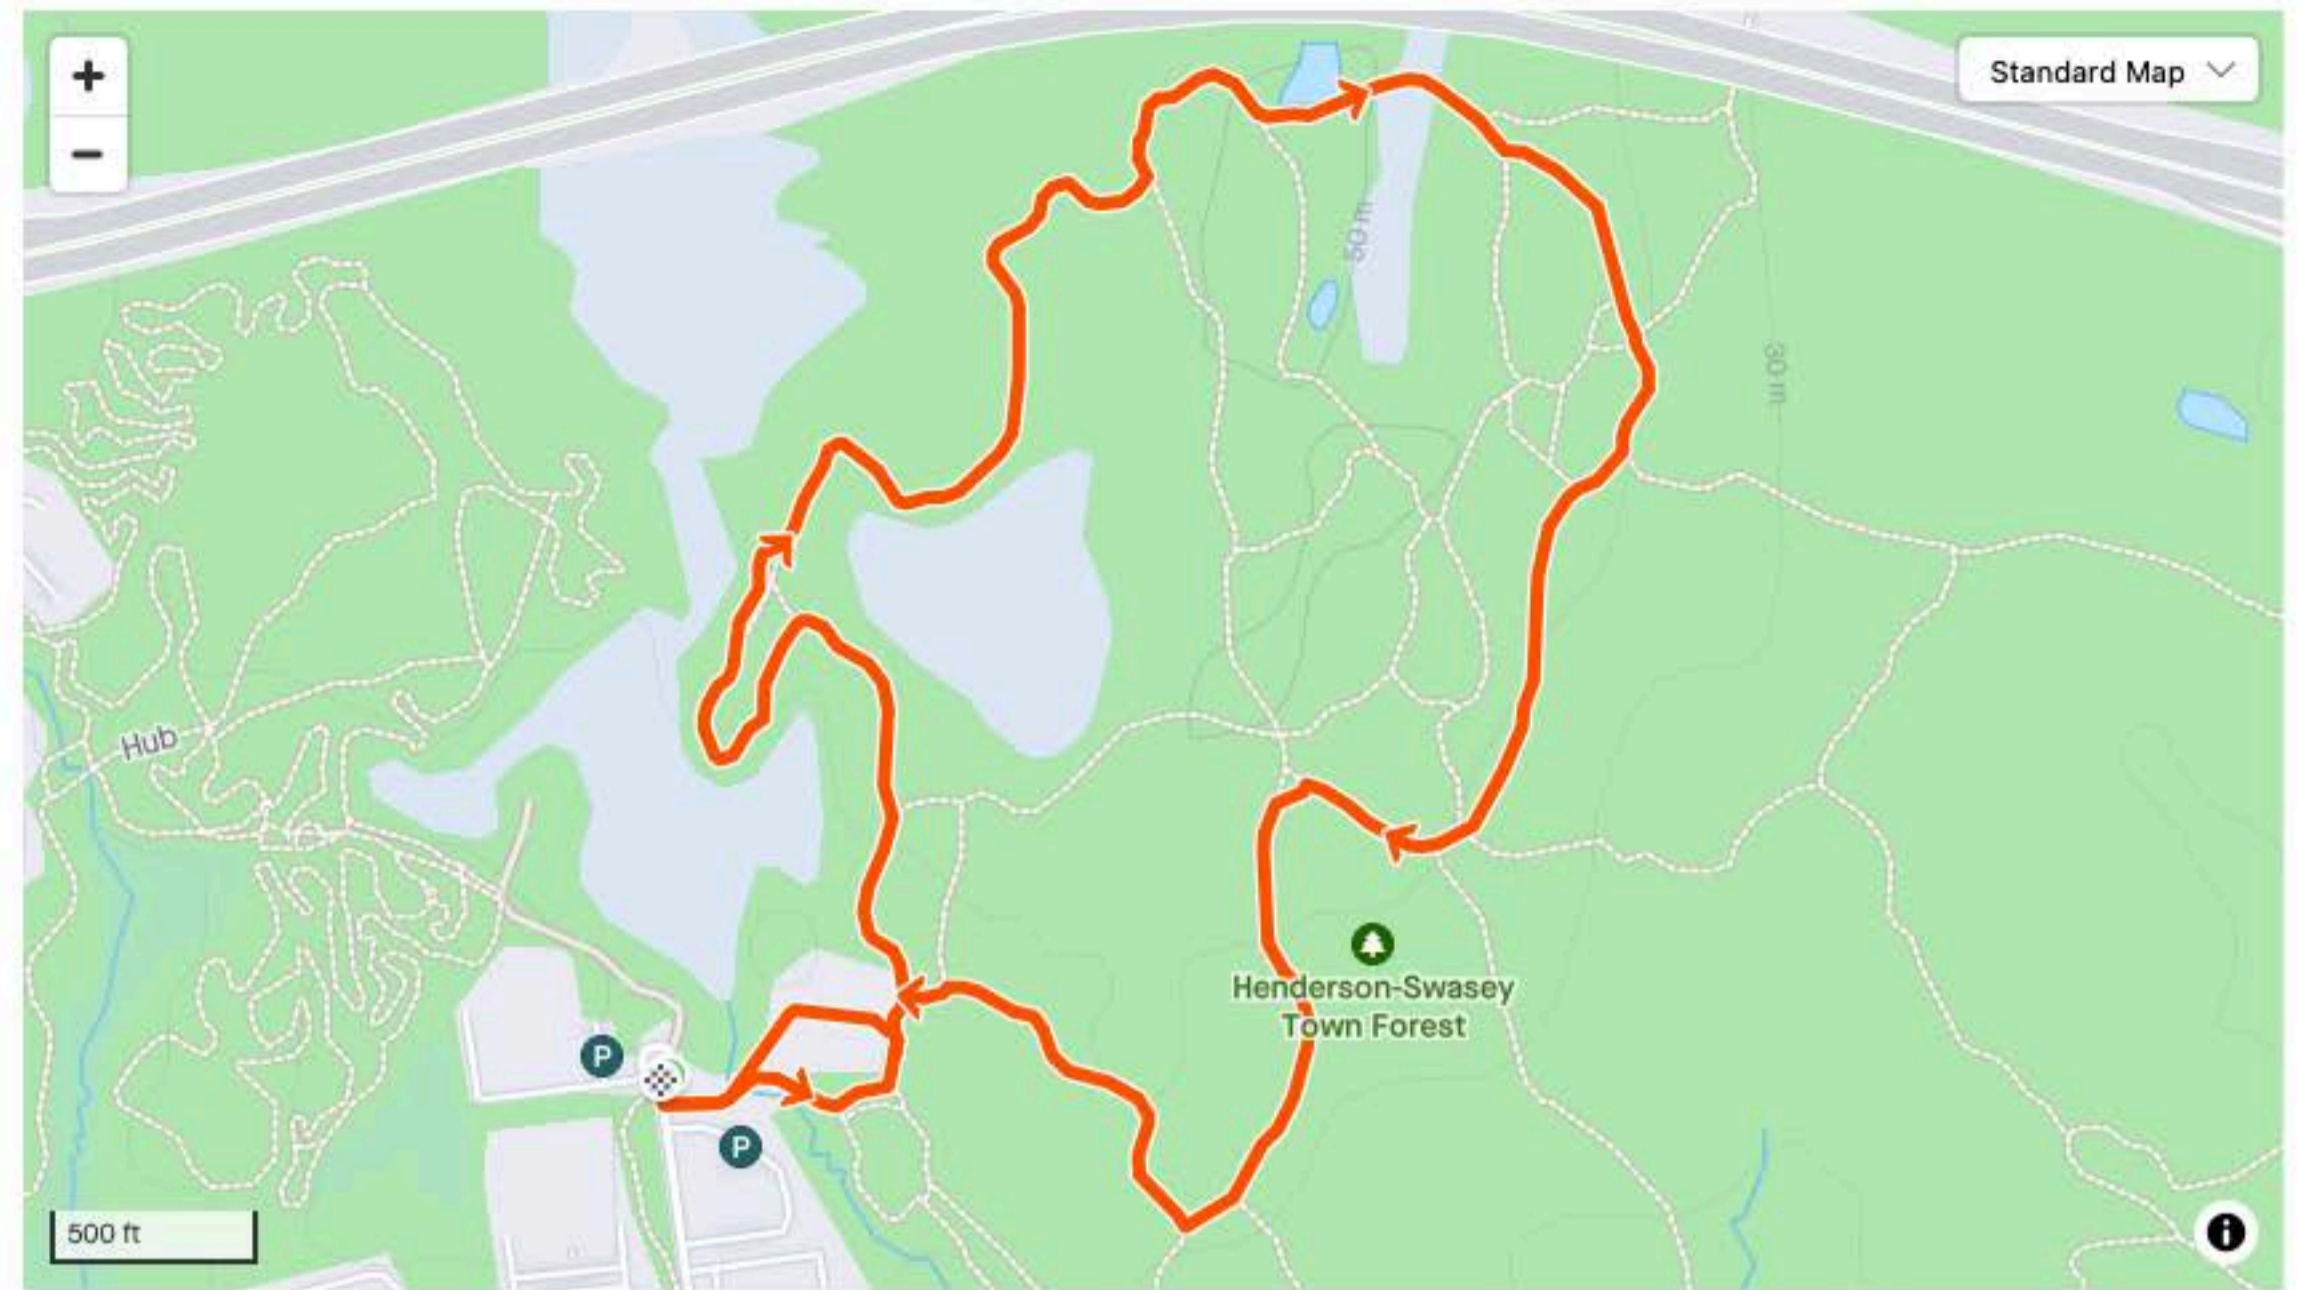 +
Standard Map
−
50 m
30 m
Hub
Henderson-Swasey
Town Forest
P
P
500 ft
i